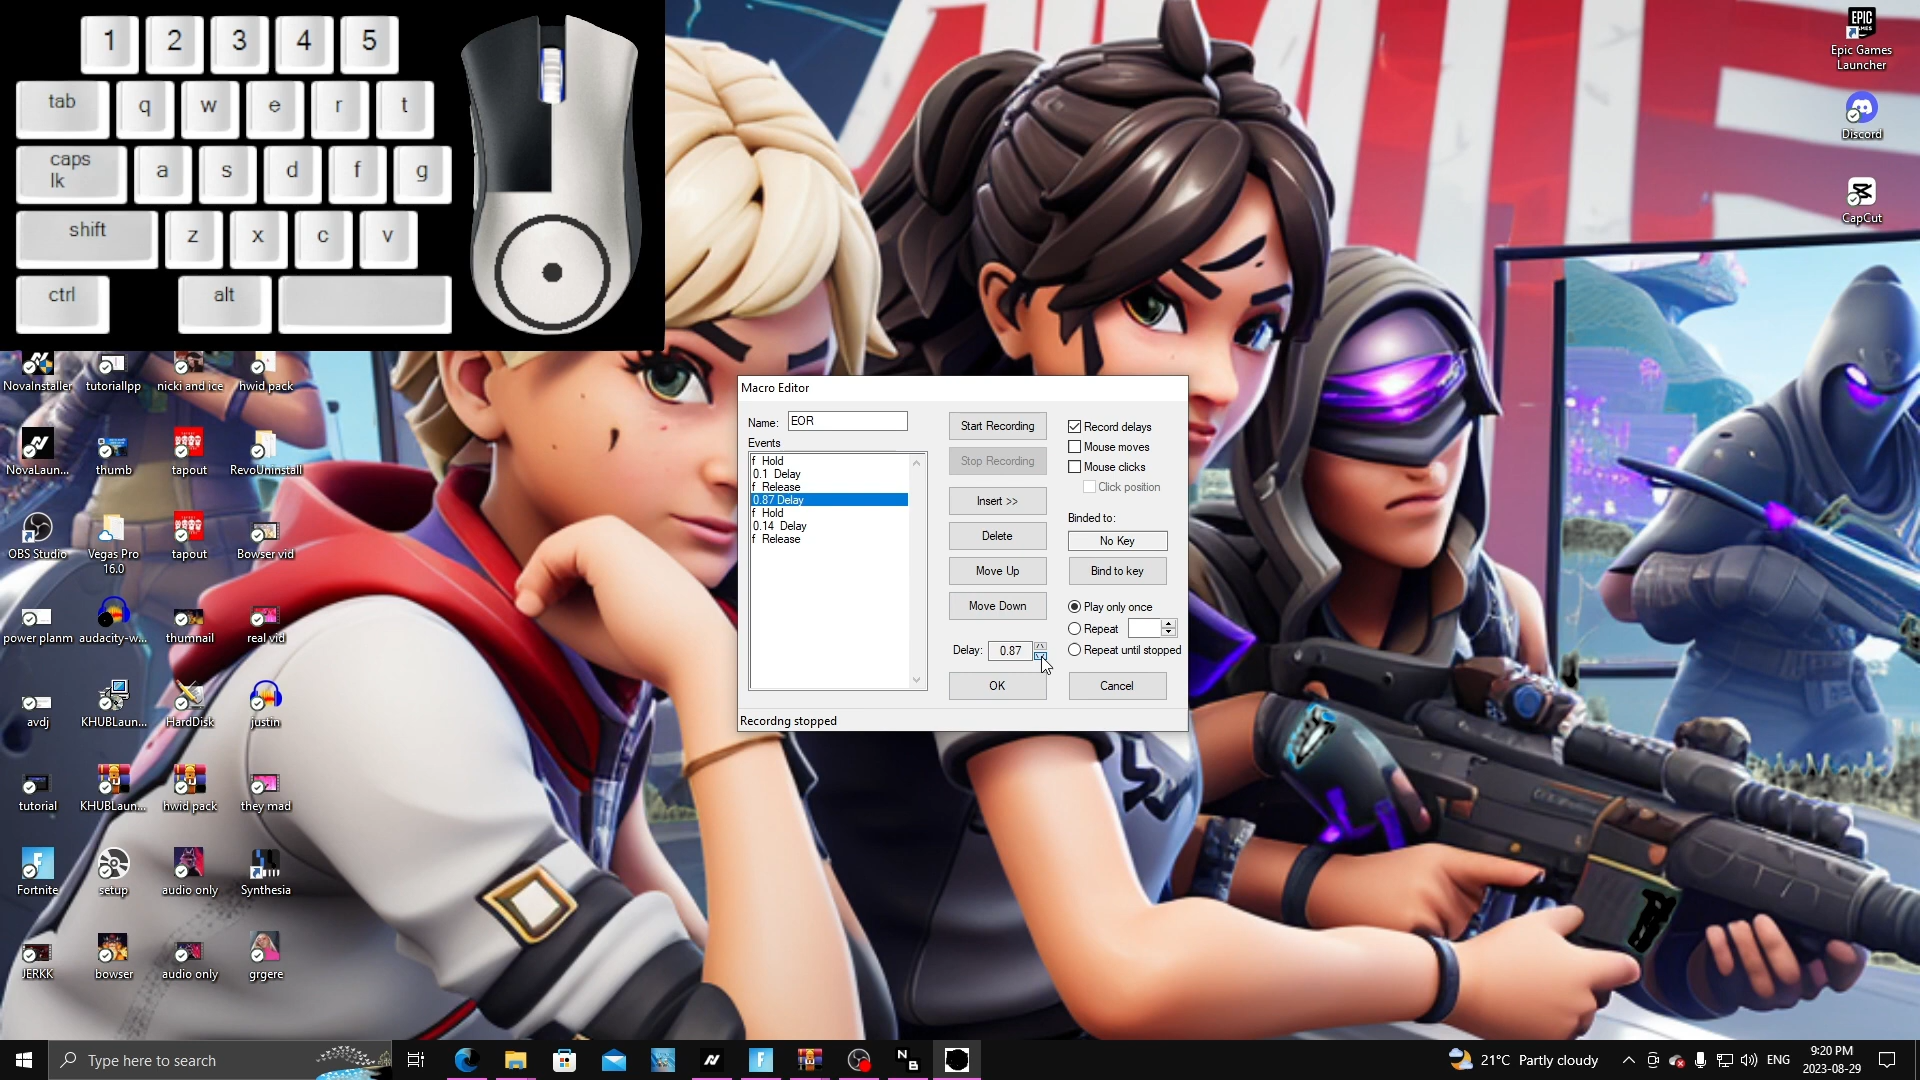 1 2 3 4 5
tab q w e r t
caps
lk
a s d f g
shift z x c v
ctrl alt
EPIC
GAMES
Epic Games
Launcher
Discord
CapCut
NovaInstaller tutoriallpp nicki and ice hwid pack
NovaLaun... thumb tapout RevoUninstall
OBS Studio Vegas Pro
16.0
tapout Bowser vid
power planm audacity-w... thumnail real vid
avdj KHUBLaun... HardDisk justin
tutorial KHUBLaun... hwid pack they mad
Fortnite setup audio only Synthesia
JERKK bowser audio only grgere
Macro Editor
Name: EOR
Events
f Hold
0.1 Delay
f Release
0.87 Delay
f Hold
0.14 Delay
f Release
Start Recording
Stop Recording
Insert >>
Delete
Move Up
Move Down
Delay: 0.87
OK
Record delays
Mouse moves
Mouse clicks
Click position
Binded to:
No Key
Bind to key
Play only once
Repeat
Repeat until stopped
Cancel
Recordng stopped
Type here to search
21°C Partly cloudy
ENG
9:20 PM
2023-08-29